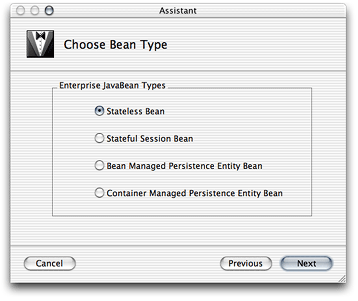 Assistant
Choose Bean Type
Enterprise JavaBean Types
Stateless Bean
Stateful Session Bean
Bean Managed Persistence Entity Bean
Container Managed Persistence Entity Bean
Cancel
Previous
Next